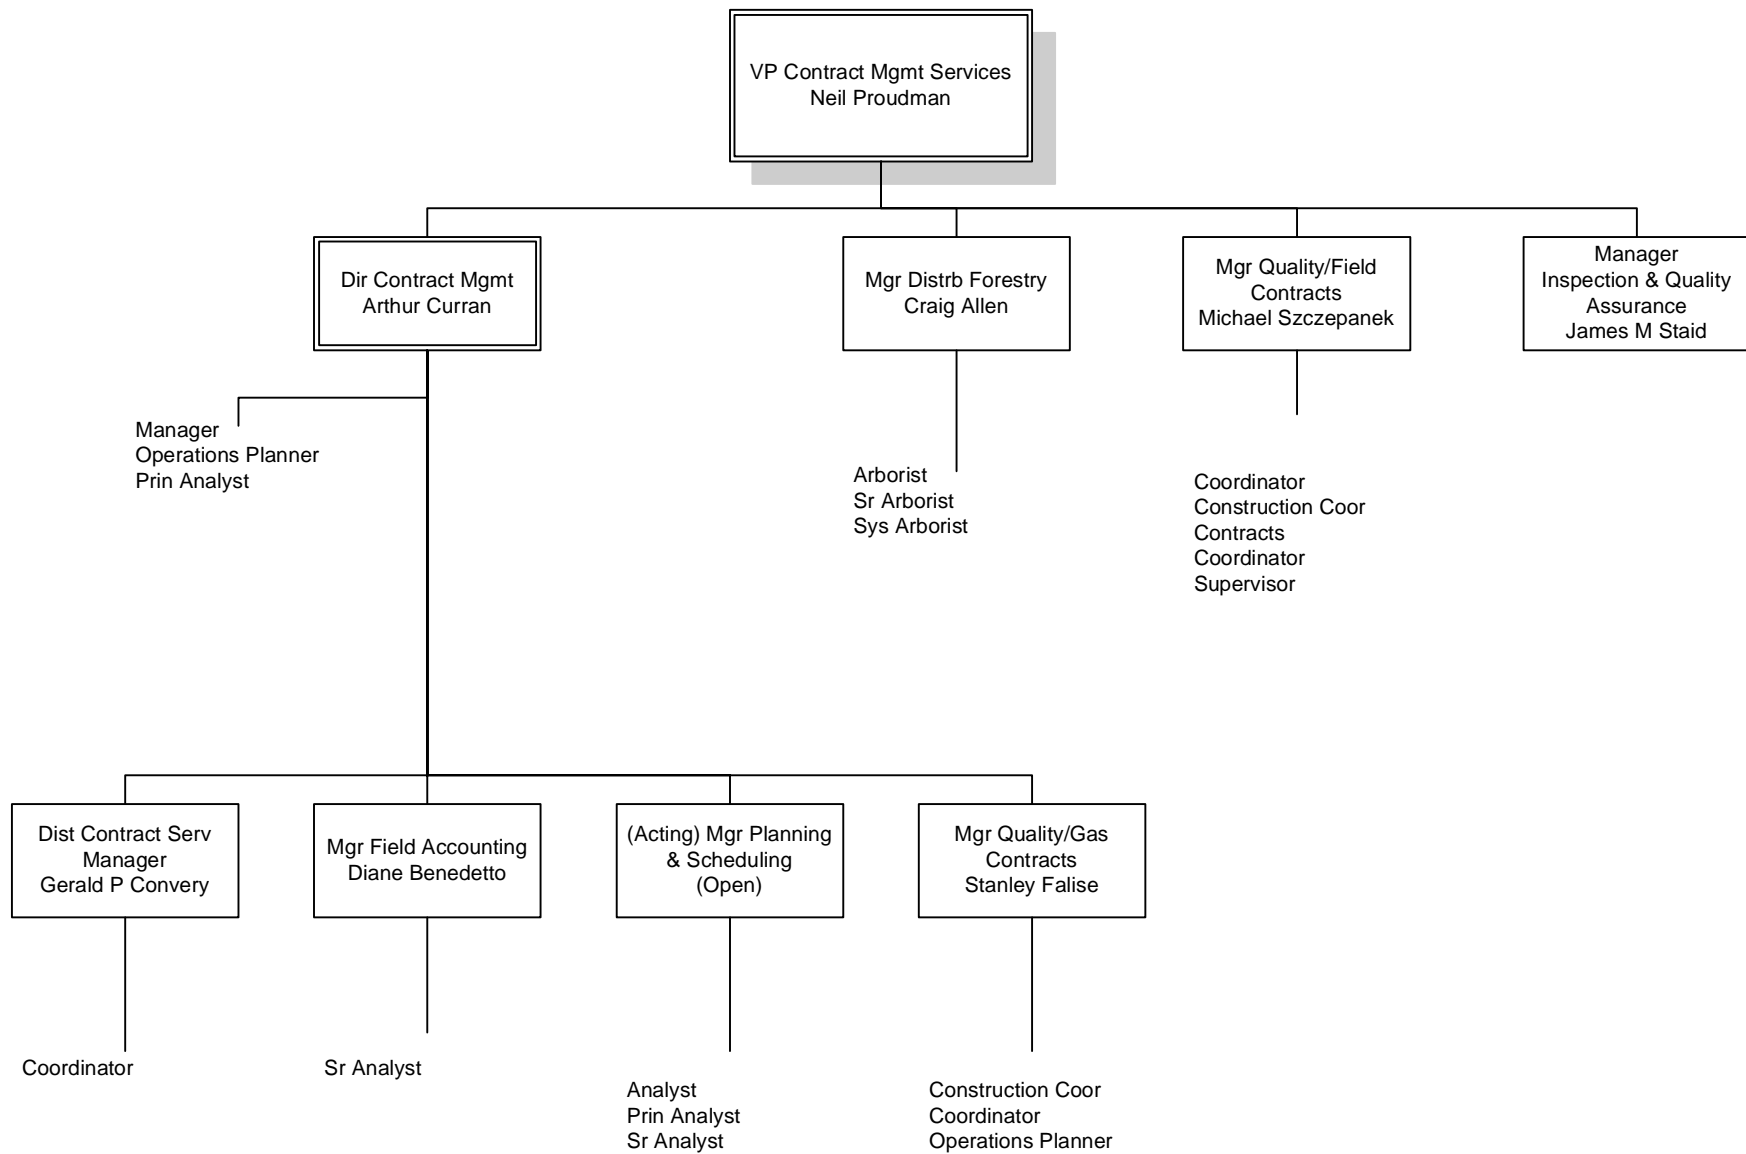 VP Contract Mgmt Services
Neil Proudman
Dir Contract Mgmt
Arthur Curran
Mgr Distrb Forestry
Craig Allen
Mgr Quality/Field
Contracts
Michael Szczepanek
Manager
Inspection & Quality
Assurance
James M Staid
Manager
Operations Planner
Prin Analyst
Arborist
Sr Arborist
Sys Arborist
Coordinator
Construction Coor
Contracts
Coordinator
Supervisor
Dist Contract Serv
Manager
Gerald P Convery
Mgr Field Accounting
Diane Benedetto
(Acting) Mgr Planning
& Scheduling
(Open)
Mgr Quality/Gas
Contracts
Stanley Falise
Coordinator
Sr Analyst
Analyst
Prin Analyst
Sr Analyst
Construction Coor
Coordinator
Operations Planner